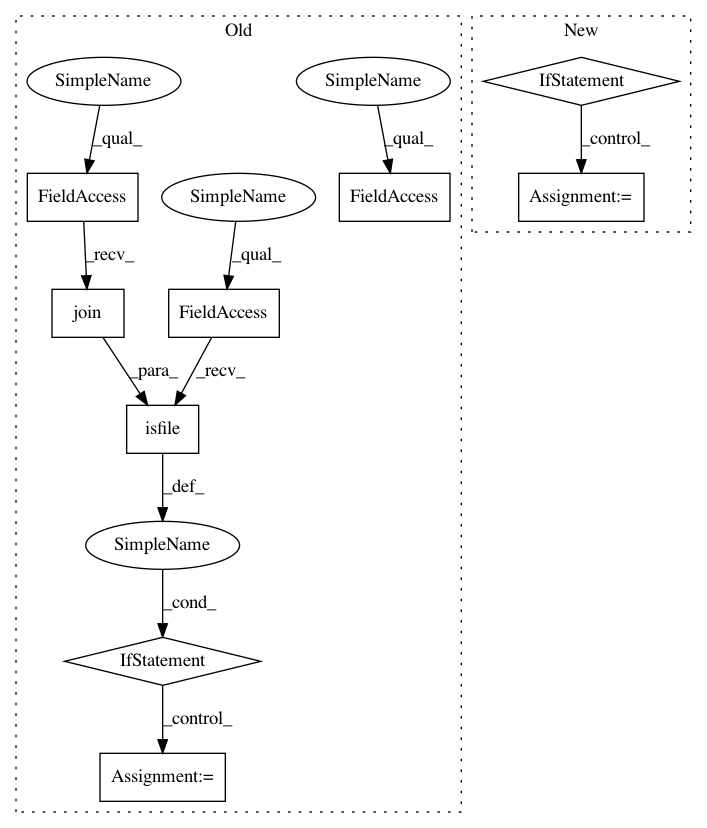 Old
New
SimpleName
SimpleName
IfStatement
_qual_
_qual_
_control_
FieldAccess
SimpleName
FieldAccess
Assignment:=
_recv_
_qual_
join
FieldAccess
_para_
_recv_
isfile
_def_
SimpleName
_cond_
IfStatement
_control_
Assignment:=